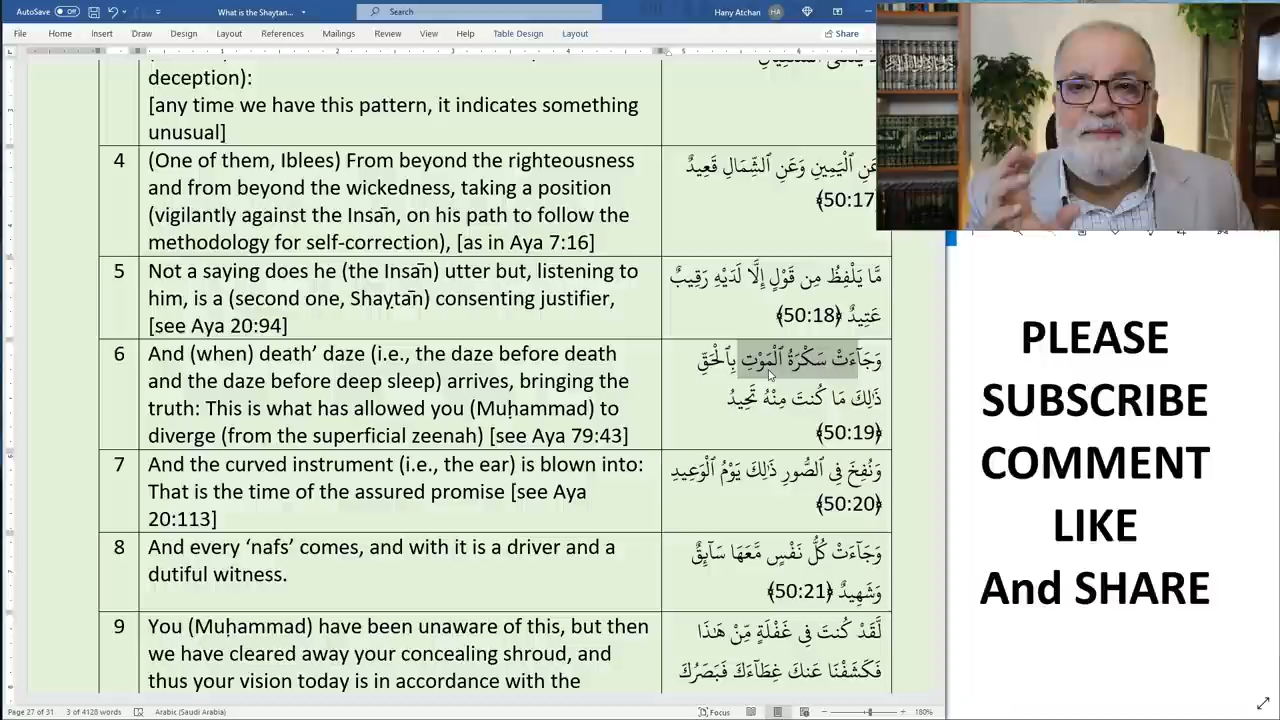 AutoSave On
What is the Shaytan...
Search
Hany Atchan HA
File Home Insert Draw Design Layout References Mailings Review View Help Table Design Layout
Share
deception):
[any time we have this pattern, it indicates something
unusual]
4 (One of them, Iblees) From beyond the righteousness
and from beyond the wickedness, taking a position
(vigilantly against the Insān, on his path to follow the
methodology for self-correction), [as in Aya 7:16]
عَنِ ٱلْيَمِينِ وَعَنِ ٱلشِّمَالِ قَعِيدٌ
﴿50:17
5 Not a saying does he (the Insān) utter but, listening to
him, is a (second one, Shayṭān) consenting justifier,
[see Aya 20:94]
مَّا يَلْفِظُ مِن قَوْلٍ إِلَّا لَدَيْهِ رَقِيبٌ
عَتِيدٌ ﴿50:18﴾
6 And (when) death’ daze (i.e., the daze before death
and the daze before deep sleep) arrives, bringing the
truth: This is what has allowed you (Muḥammad) to
diverge (from the superficial zeenah) [see Aya 79:43]
وَجَآءَتْ سَكْرَةُ ٱلْمَوْتِ بِٱلْحَقِّ
ذَٰلِكَ مَا كُنتَ مِنْهُ تَحِيدُ
﴿50:19﴾
7 And the curved instrument (i.e., the ear) is blown into:
That is the time of the assured promise [see Aya
20:113]
وَنُفِخَ فِى ٱلصُّورِ ذَٰلِكَ يَوْمُ ٱلْوَعِيدِ
﴿50:20﴾
8 And every ‘nafs’ comes, and with it is a driver and a
dutiful witness.
وَجَآءَتْ كُلُّ نَفْسٍ مَّعَهَا سَآئِقٌ
وَشَهِيدٌ ﴿50:21﴾
9 You (Muḥammad) have been unaware of this, but then
we have cleared away your concealing shroud, and
thus your vision today is in accordance with the
لَّقَدْ كُنتَ فِى غَفْلَةٍ مِّنْ هَٰذَا
فَكَشَفْنَا عَنكَ غِطَآءَكَ فَبَصَرُكَ
PLEASE
SUBSCRIBE
COMMENT
LIKE
And SHARE
Page 27 of 31 3 of 4128 words Arabic (Saudi Arabia)
Focus
180%